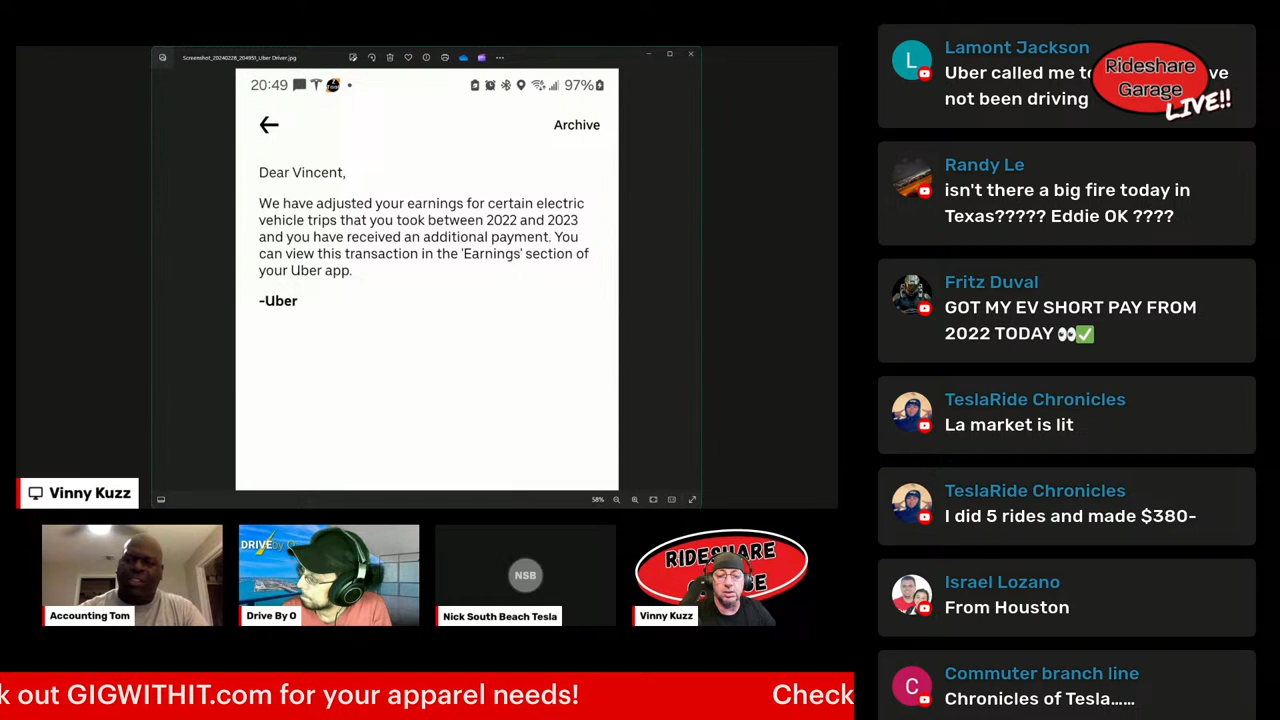 Screenshot_20240228_204951_Uber Driver.jpg
20:49
97%
Archive
Dear Vincent,
We have adjusted your earnings for certain electric
vehicle trips that you took between 2022 and 2023
and you have received an additional payment. You
can view this transaction in the 'Earnings' section of
your Uber app.
-Uber
58%
Vinny Kuzz
DRIVEBy O
NSB
RIDESHARE
Accounting Tom
Drive By O
Nick South Beach Tesla
Vinny Kuzz
k out GIGWITHIT.com for your apparel needs!
Check
L
Lamont Jackson
Uber called me to
ve
not been driving
Rideshare
Garage
LIVE!!
Randy Le
isn't there a big fire today in
Texas????? Eddie OK ????
Fritz Duval
GOT MY EV SHORT PAY FROM
2022 TODAY 👀✅
TeslaRide Chronicles
La market is lit
TeslaRide Chronicles
I did 5 rides and made $380-
Israel Lozano
From Houston
C
Commuter branch line
Chronicles of Tesla……